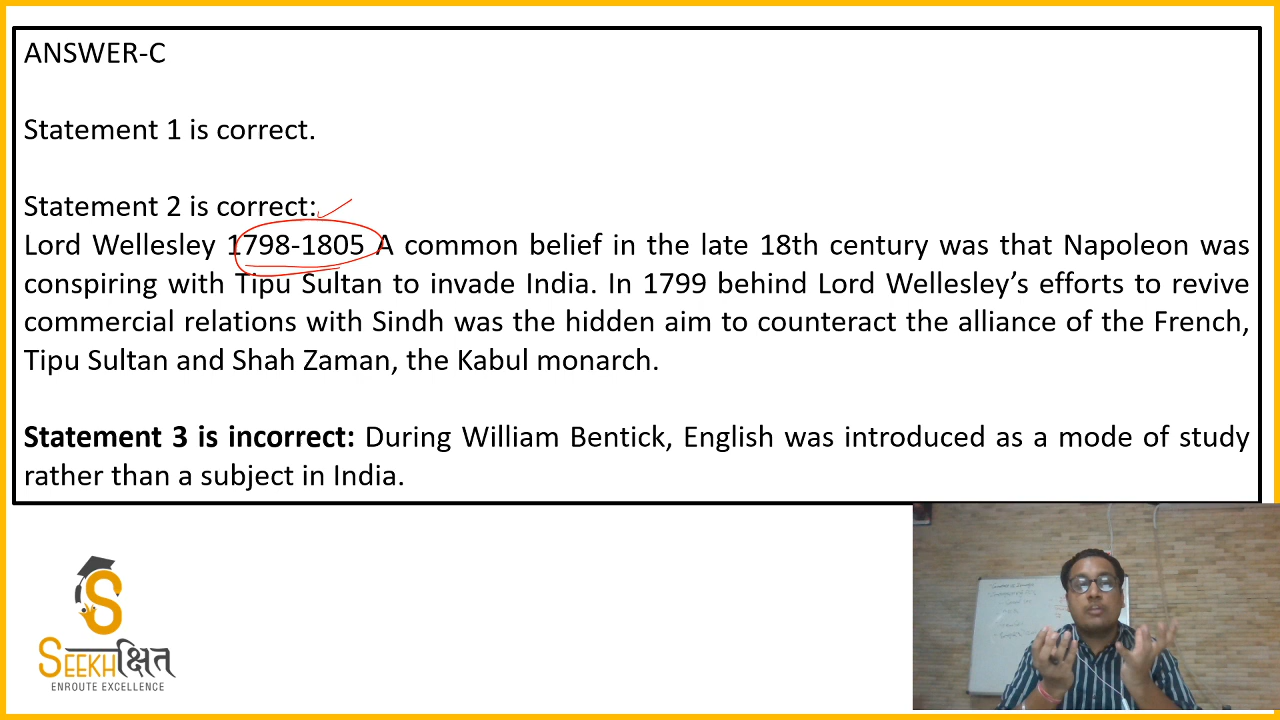 ANSWER-C
Statement 1 is correct.
Statement 2 is correct:
Lord Wellesley 1798-1805 A common belief in the late 18th century was that Napoleon was
conspiring with Tipu Sultan to invade India. In 1799 behind Lord Wellesley’s efforts to revive
commercial relations with Sindh was the hidden aim to counteract the alliance of the French,
Tipu Sultan and Shah Zaman, the Kabul monarch.
Statement 3 is incorrect: During William Bentick, English was introduced as a mode of study
rather than a subject in India.
S
SEEKHक्षित्
ENROUTE EXCELLENCE